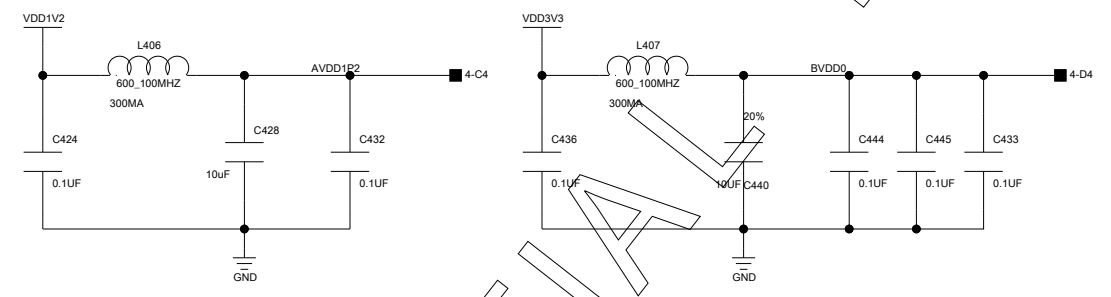 VDD1V2
L406
600_100MHZ
300MA
AVDD1P2
4-C4
C424
0.1UF
C428
10uF
C432
0.1UF
GND
VDD3V3
L407
600_100MHZ
300MA
BVDD0
4-D4
C436
0.1UF
20%
10UF
C440
C444
0.1UF
C445
0.1UF
C433
0.1UF
GND